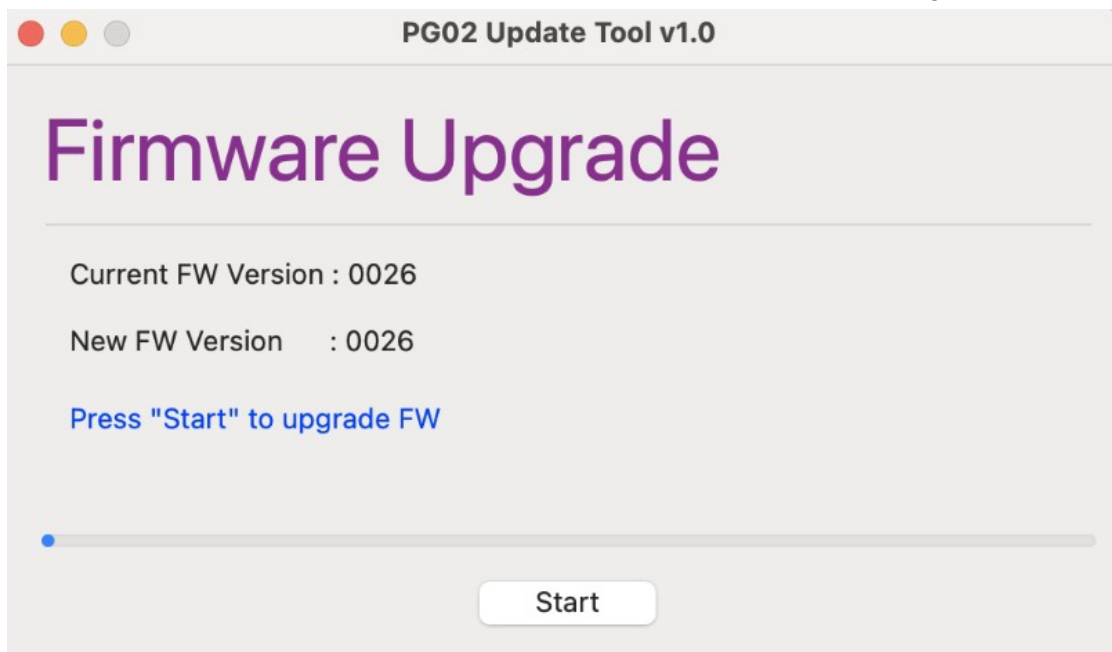 PG02 Update Tool v1.0
Firmware Upgrade
Current FW Version : 0026
New FW Version : 0026
Press "Start" to upgrade FW
Start